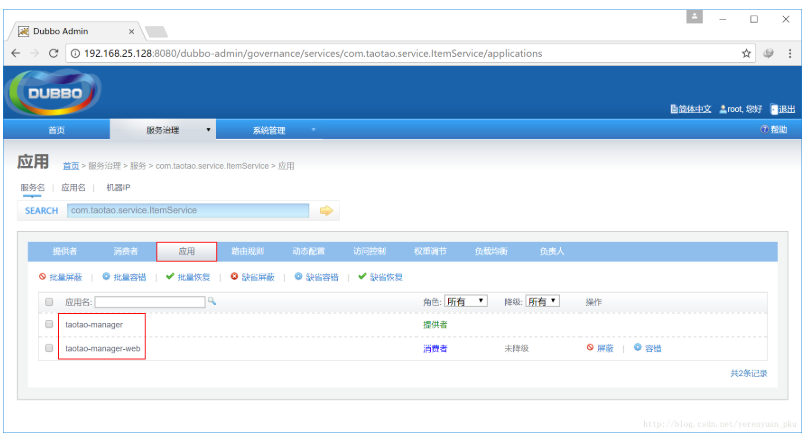 Dubbo Admin
192.168.25.128:8080/dubbo-admin/governance/services/com.taotao.service.ItemService/applications
DUBBO
简体中文 root, 您好 退出
首页 服务治理 系统管理 帮助
应用 首页 > 服务治理 > 服务 > com.taotao.service.ItemService > 应用
服务名 | 应用名 | 机器IP
SEARCH com.taotao.service.ItemService
提供者 消费者 应用 路由规则 动态配置 访问控制 权重调节 负载均衡 负责人
批量屏蔽 | 批量容错 | 批量恢复 | 缺省屏蔽 | 缺省容错 | 缺省恢复
应用名: 角色: 所有 降级: 所有 操作
taotao-manager 提供者
taotao-manager-web 消费者 未降级 屏蔽 | 容错
共2条记录
http://blog.csdn.net/yerenyuan_pku